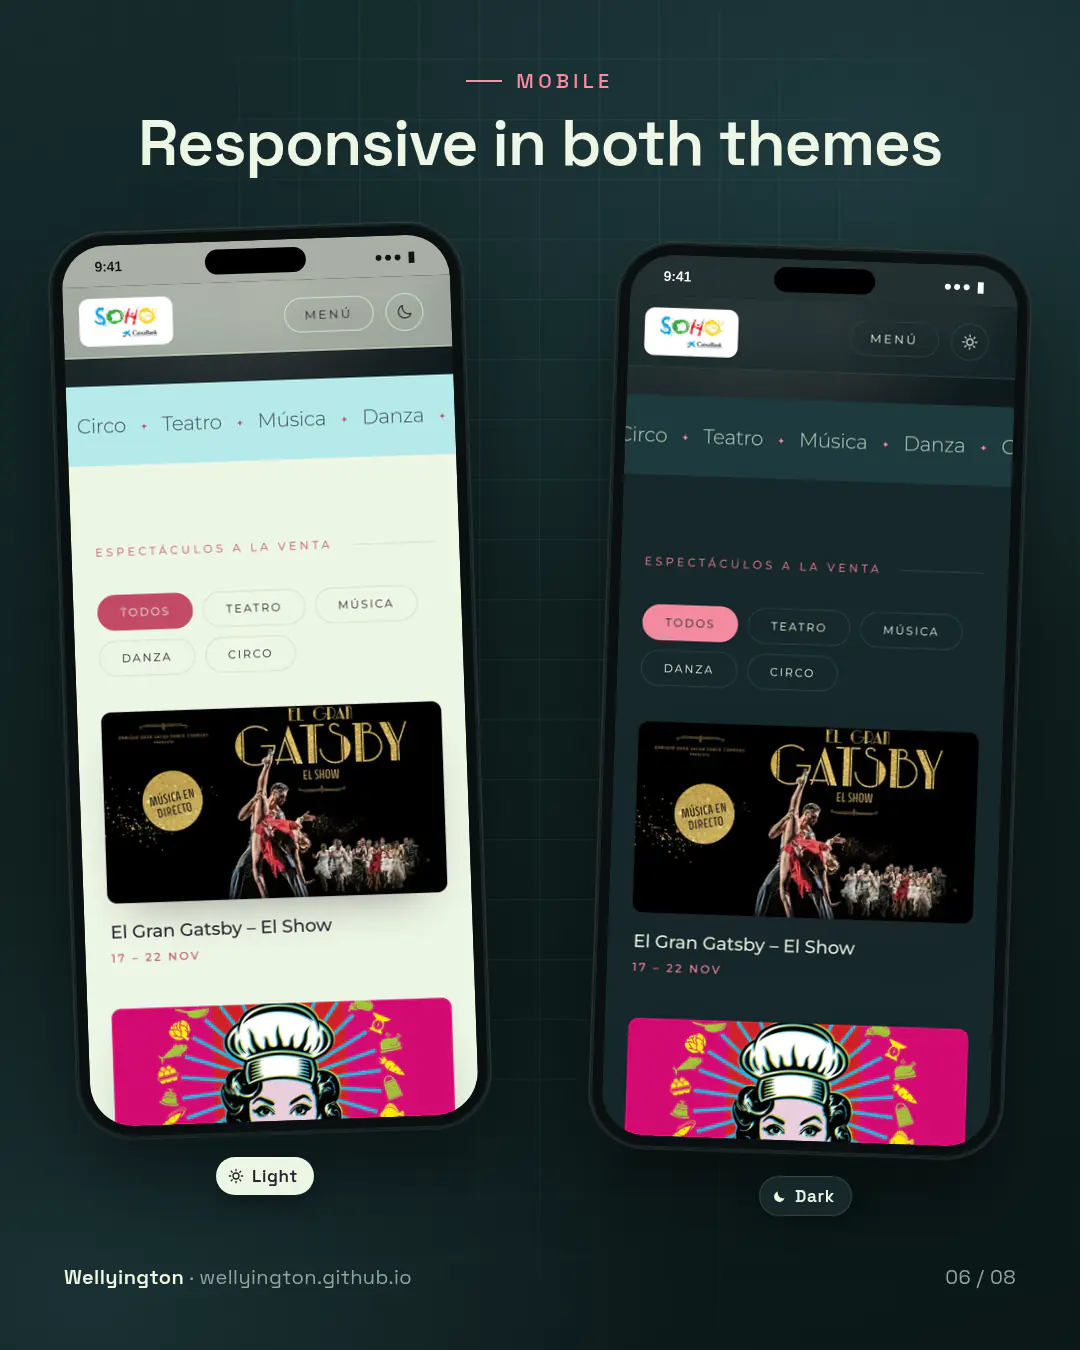 MOBILE
Responsive in both themes
9:41
SOHO
CaixaBank
MENÚ
Circo • Teatro • Música • Danza •
ESPECTÁCULOS A LA VENTA
TODOS
TEATRO
MÚSICA
DANZA
CIRCO
EL GRAN
GATSBY
EL SHOW
MÚSICA EN
DIRECTO
El Gran Gatsby – El Show
17 – 22 NOV
Light
9:41
SOHO
CaixaBank
MENÚ
Circo • Teatro • Música • Danza • C
ESPECTÁCULOS A LA VENTA
TODOS
TEATRO
MÚSICA
DANZA
CIRCO
EL GRAN
GATSBY
EL SHOW
MÚSICA EN
DIRECTO
El Gran Gatsby – El Show
17 – 22 NOV
Dark
Wellyington · wellyington.github.io
06 / 08